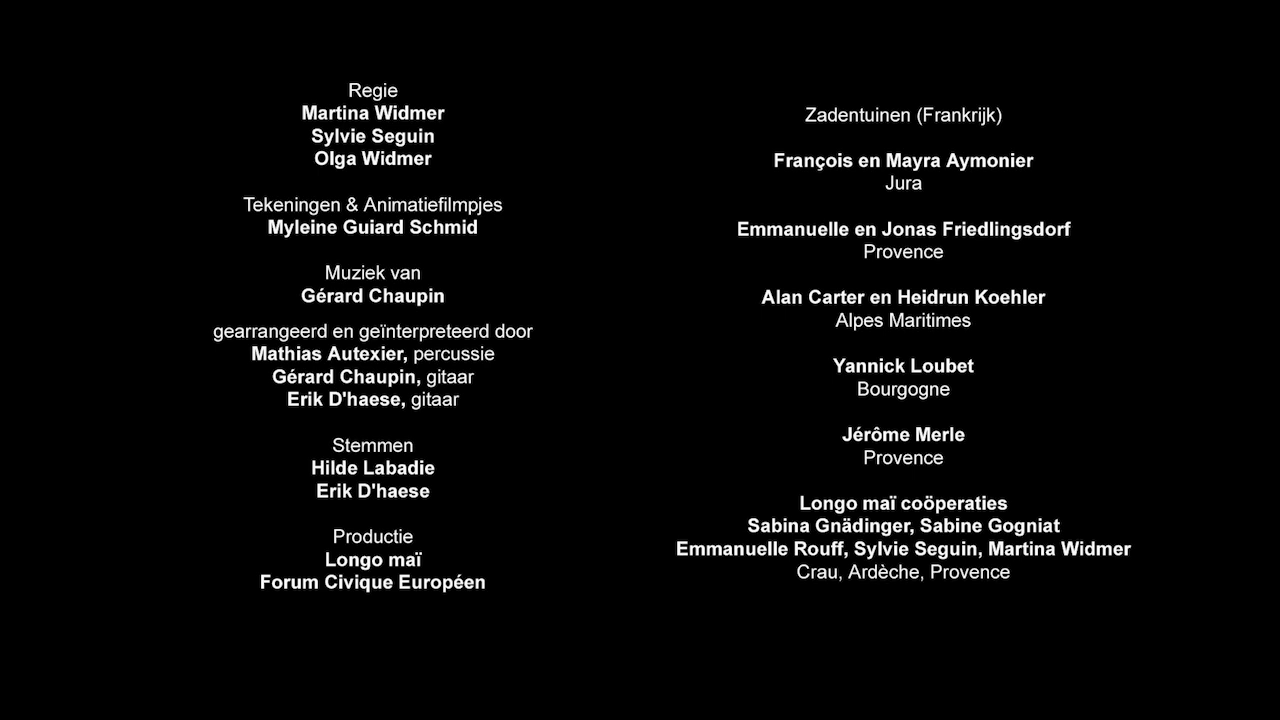 Regie
Martina Widmer
Sylvie Seguin
Olga Widmer
Tekeningen & Animatiefilmpjes
Myleine Guiard Schmid
Muziek van
Gérard Chaupin
gearrangeerd en geïnterpreteerd door
Mathias Autexier, percussie
Gérard Chaupin, gitaar
Erik D'haese, gitaar
Stemmen
Hilde Labadie
Erik D'haese
Productie
Longo maï
Forum Civique Européen
Zadentuinen (Frankrijk)
François en Mayra Aymonier
Jura
Emmanuelle en Jonas Friedlingsdorf
Provence
Alan Carter en Heidrun Koehler
Alpes Maritimes
Yannick Loubet
Bourgogne
Jérôme Merle
Provence
Longo maï coöperaties
Sabina Gnädinger, Sabine Gogniat
Emmanuelle Rouff, Sylvie Seguin, Martina Widmer
Crau, Ardèche, Provence